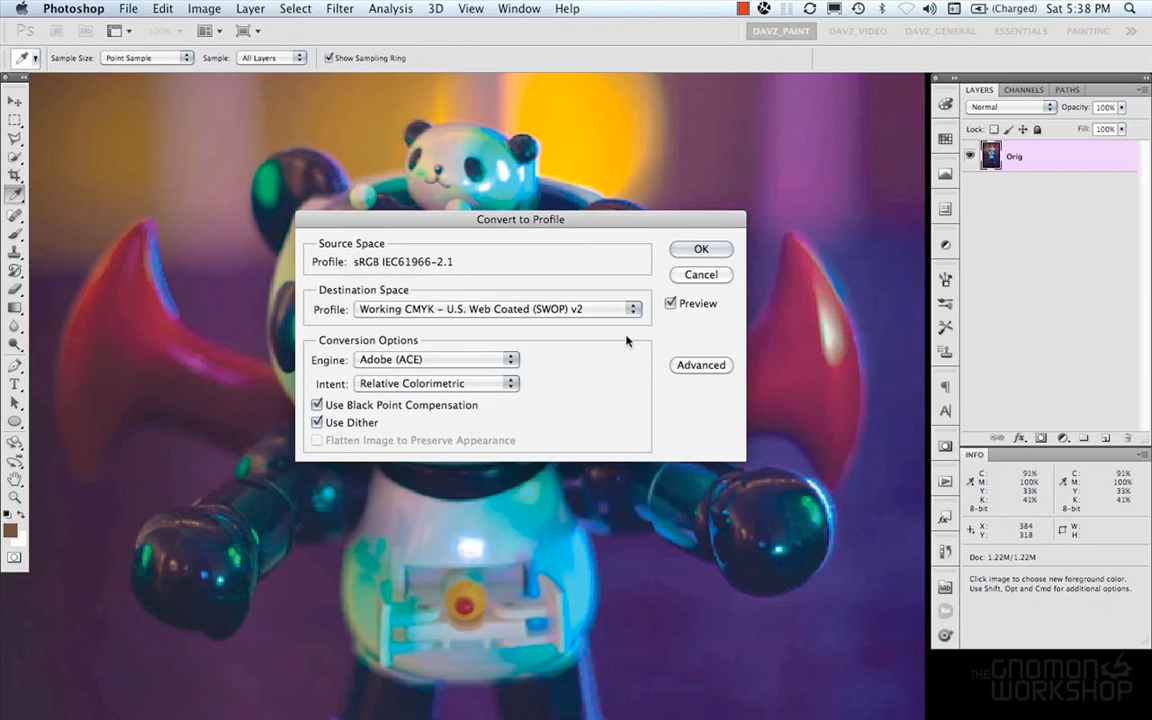 Photoshop File Edit Image Layer Select Filter Analysis 3D View Window Help (Charged) Sat 5:38 PM
Ps Br Mb 100% DAVZ_PAINT DAVZ_VIDEO DAVZ_GENERAL ESSENTIALS PAINTING
Sample Size: Point Sample Sample: All Layers Show Sampling Ring
LAYERS CHANNELS PATHS
Normal Opacity: 100%
Lock: Fill: 100%
Orig
Convert to Profile
Source Space
Profile: sRGB IEC61966-2.1
OK
Cancel
Destination Space
Profile: Working CMYK - U.S. Web Coated (SWOP) v2
Preview
Conversion Options
Engine: Adobe (ACE)
Advanced
Intent: Relative Colorimetric
Use Black Point Compensation
Use Dither
Flatten Image to Preserve Appearance
INFO
C: 91% C: 91%
M: 100% M: 100%
Y: 33% Y: 33%
K: 41% K: 41%
8-bit 8-bit
X: 384 W:
Y: 318 H:
Doc: 1.22M/1.22M
Click image to choose new foreground color.
Use Shift, Opt and Cmd for additional options.
THE GNOMON
WORKSHOP